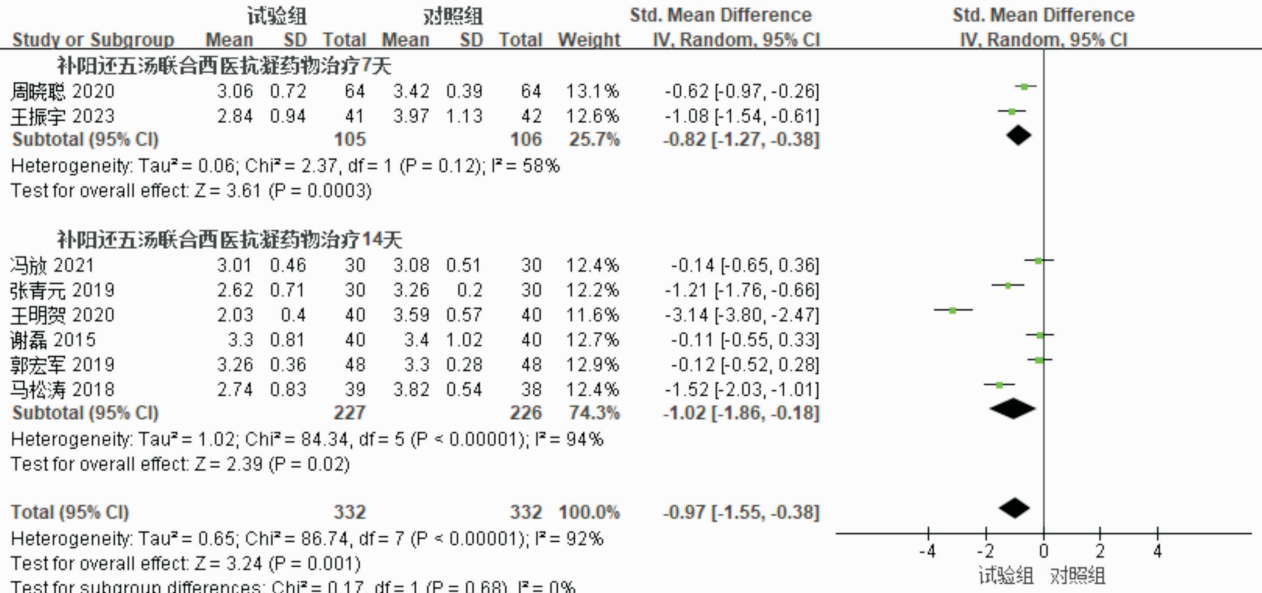 试验组 对照组 Std. Mean Difference Std. Mean Difference
Study or Subgroup Mean SD Total Mean SD Total Weight IV, Random, 95% CI IV, Random, 95% CI
补阳还五汤联合西医抗凝药物治疗7天
周晓聪 2020 3.06 0.72 64 3.42 0.39 64 13.1% -0.62 [-0.97, -0.26]
王振宇 2023 2.84 0.94 41 3.97 1.13 42 12.6% -1.08 [-1.54, -0.61]
Subtotal (95% CI) 105 106 25.7% -0.82 [-1.27, -0.38]
Heterogeneity: Tau² = 0.06; Chi² = 2.37, df = 1 (P = 0.12); I² = 58%
Test for overall effect: Z = 3.61 (P = 0.0003)
补阳还五汤联合西医抗凝药物治疗14天
冯放 2021 3.01 0.46 30 3.08 0.51 30 12.4% -0.14 [-0.65, 0.36]
张青元 2019 2.62 0.71 30 3.26 0.2 30 12.2% -1.21 [-1.76, -0.66]
王明贺 2020 2.03 0.4 40 3.59 0.57 40 11.6% -3.14 [-3.80, -2.47]
谢磊 2015 3.3 0.81 40 3.4 1.02 40 12.7% -0.11 [-0.55, 0.33]
郭宏军 2019 3.26 0.36 48 3.3 0.28 48 12.9% -0.12 [-0.52, 0.28]
马松涛 2018 2.74 0.83 39 3.82 0.54 38 12.4% -1.52 [-2.03, -1.01]
Subtotal (95% CI) 227 226 74.3% -1.02 [-1.86, -0.18]
Heterogeneity: Tau² = 1.02; Chi² = 84.34, df = 5 (P < 0.00001); I² = 94%
Test for overall effect: Z = 2.39 (P = 0.02)
Total (95% CI) 332 332 100.0% -0.97 [-1.55, -0.38]
Heterogeneity: Tau² = 0.65; Chi² = 86.74, df = 7 (P < 0.00001); I² = 92%
Test for overall effect: Z = 3.24 (P = 0.001)
Test for subgroup differences: Chi² = 0.17, df = 1 (P = 0.68), I² = 0%
-4 -2 0 2 4
试验组 对照组